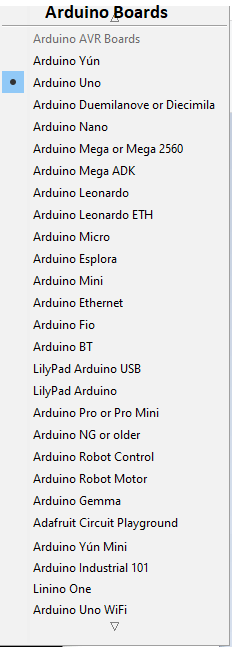 Arduino Boards
Arduino AVR Boards
Arduino Yún
Arduino Uno
Arduino Duemilanove or Diecimila
Arduino Nano
Arduino Mega or Mega 2560
Arduino Mega ADK
Arduino Leonardo
Arduino Leonardo ETH
Arduino Micro
Arduino Esplora
Arduino Mini
Arduino Ethernet
Arduino Fio
Arduino BT
LilyPad Arduino USB
LilyPad Arduino
Arduino Pro or Pro Mini
Arduino NG or older
Arduino Robot Control
Arduino Robot Motor
Arduino Gemma
Adafruit Circuit Playground
Arduino Yún Mini
Arduino Industrial 101
Linino One
Arduino Uno WiFi